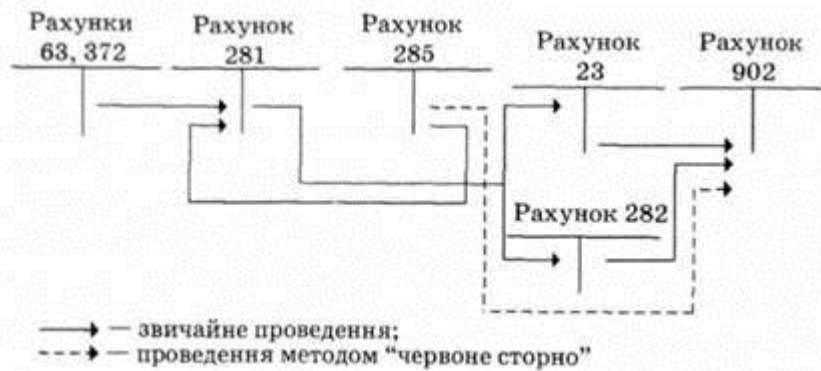 Рахунки
63, 372
Рахунок
281
Рахунок
285
Рахунок
23
Рахунок
902
Рахунок 282
— звичайне проведення;
— проведення методом “червоне сторно”